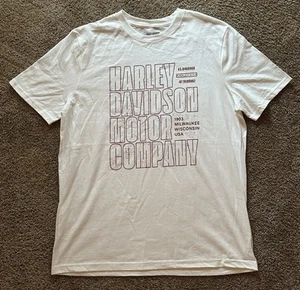 HARLEY
DAVIDSON
MOTOR
COMPANY
1903
MILWAUKEE
WISCONSIN
USA